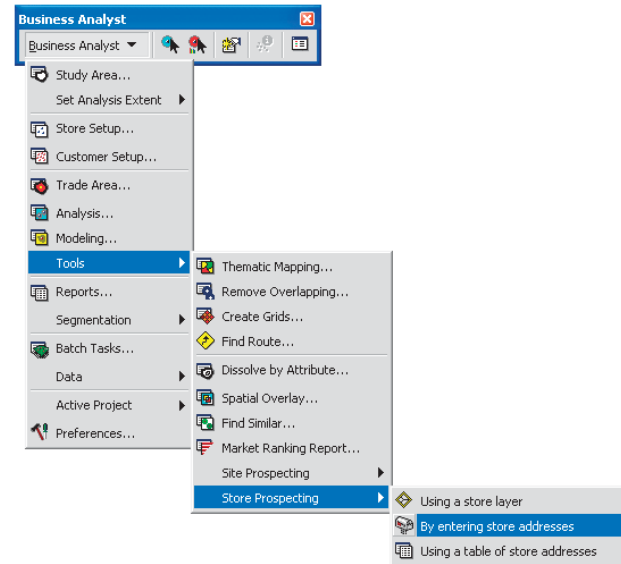 Business Analyst
Business Analyst
Study Area...
Set Analysis Extent
Store Setup...
Customer Setup...
Trade Area...
Analysis...
Modeling...
Tools
Reports...
Segmentation
Batch Tasks...
Data
Active Project
Preferences...
Thematic Mapping...
Remove Overlapping...
Create Grids...
Find Route...
Dissolve by Attribute...
Spatial Overlay...
Find Similar...
Market Ranking Report...
Site Prospecting
Store Prospecting
Using a store layer
By entering store addresses
Using a table of store addresses